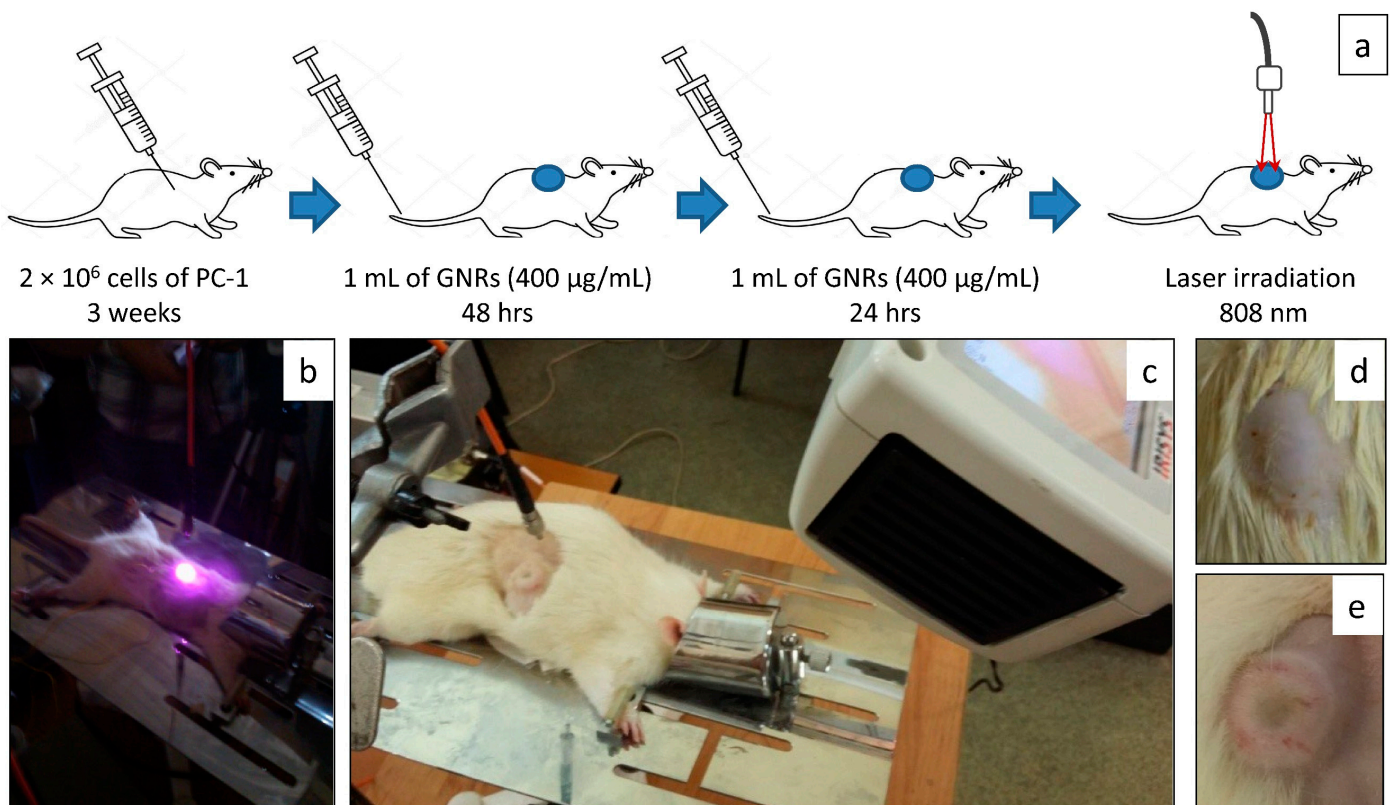 a
2 × 10⁶ cells of PC-1
3 weeks
1 mL of GNRs (400 µg/mL)
48 hrs
1 mL of GNRs (400 µg/mL)
24 hrs
Laser irradiation
808 nm
b
c
d
e
IRISYS